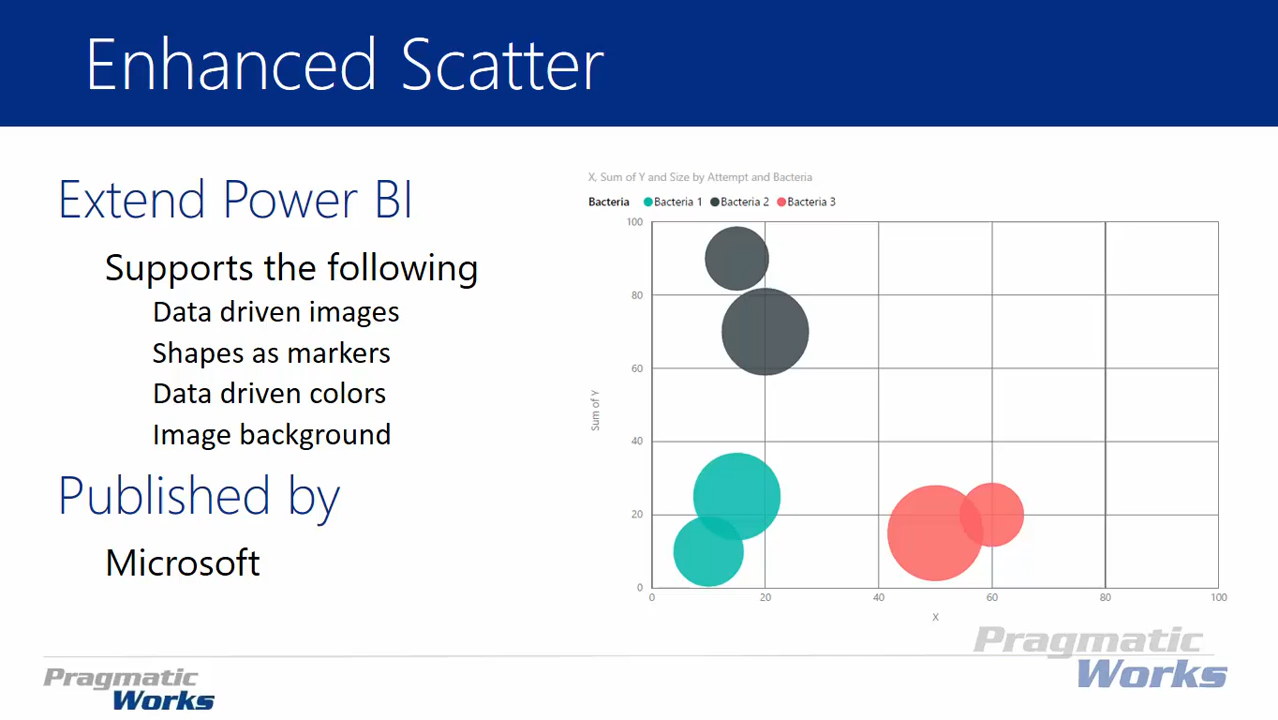 Enhanced Scatter
Extend Power BI
Supports the following
Data driven images
Shapes as markers
Data driven colors
Image background
Published by
Microsoft
X, Sum of Y and Size by Attempt and Bacteria
Bacteria Bacteria 1 Bacteria 2 Bacteria 3
100
80
60
40
20
0
Sum of Y
0 20 40 60 80 100
X
Pragmatic
Works
Pragmatic
Works